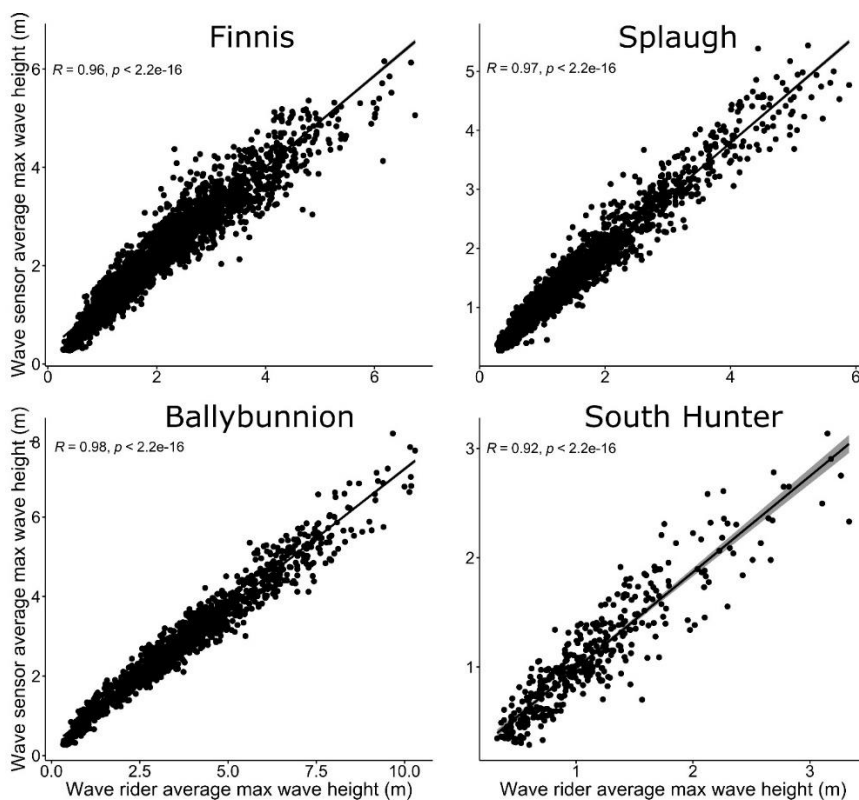 Finnis
R = 0.96, p < 2.2e-16
Wave sensor average max wave height (m)
6
4
2
0
0
2
4
6
Splaugh
R = 0.97, p < 2.2e-16
5
4
3
2
1
0
2
4
6
Ballybunnion
R = 0.98, p < 2.2e-16
Wave sensor average max wave height (m)
8
6
4
2
0
0.0
2.5
5.0
7.5
10.0
Wave rider average max wave height (m)
South Hunter
R = 0.92, p < 2.2e-16
3
2
1
1
2
3
Wave rider average max wave height (m)